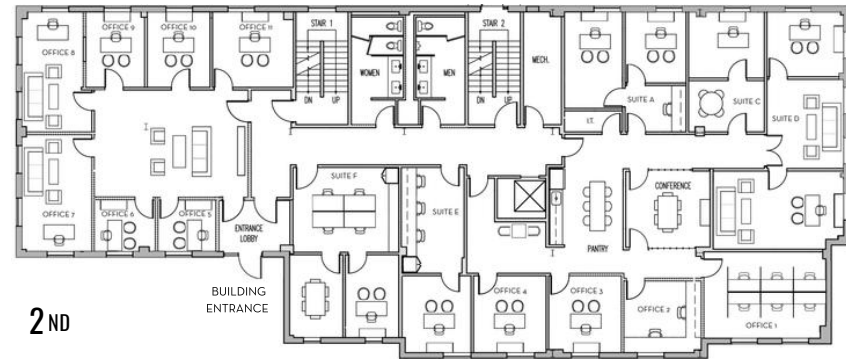 OFFICE 9
OFFICE 10
OFFICE 11
STAIR 1
STAIR 2
OFFICE 8
WOMEN
MEN
MECH.
DN UP
DN UP
SUITE A
SUITE C
I.T.
SUITE D
SUITE F
CONFERENCE
OFFICE 7
OFFICE 6
OFFICE 5
SUITE E
ENTRANCE
LOBBY
PANTRY
BUILDING
ENTRANCE
OFFICE 4
OFFICE 3
OFFICE 2
OFFICE 1
2ND